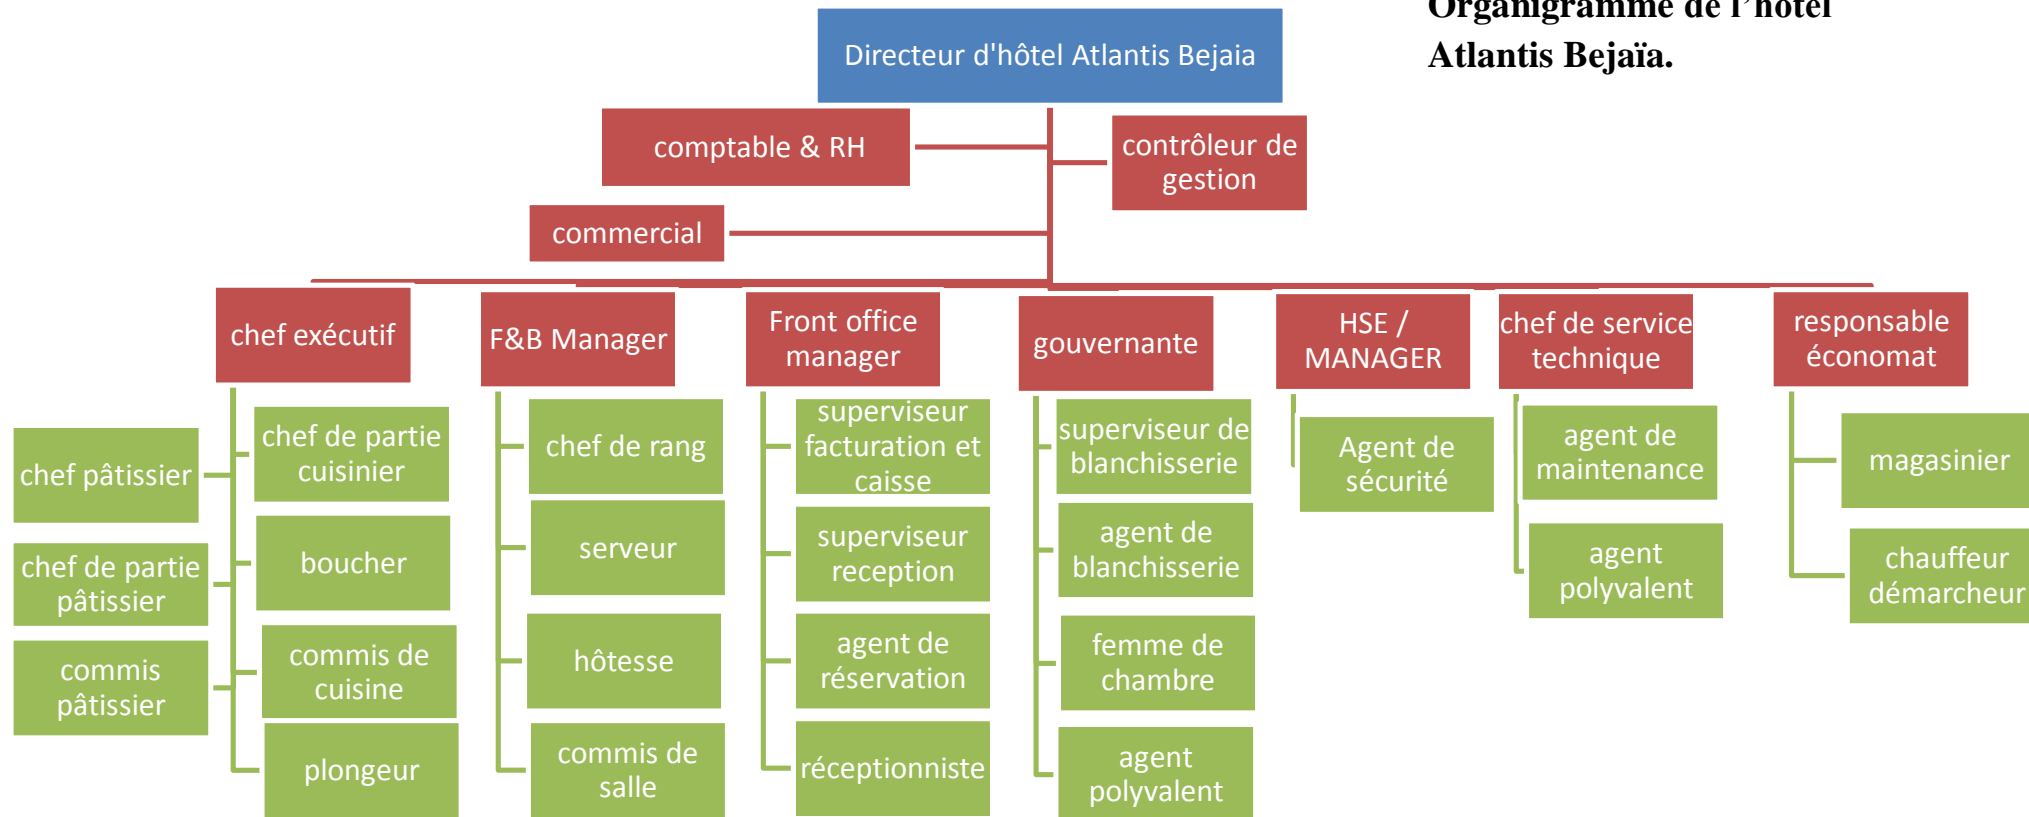 Organigramme de l'hôtel
Atlantis Bejaïa.
Directeur d'hôtel Atlantis Bejaia
comptable & RH
contrôleur de
gestion
commercial
chef exécutif
F&B Manager
Front office
manager
gouvernante
HSE /
MANAGER
chef de service
technique
responsable
économat
chef pâtissier
chef de partie
pâtissier
commis
pâtissier
chef de partie
cuisinier
boucher
commis de
cuisine
plongeur
chef de rang
serveur
hôtesse
commis de
salle
superviseur
facturation et
caisse
superviseur
reception
agent de
réservation
réceptionniste
superviseur de
blanchisserie
agent de
blanchisserie
femme de
chambre
agent
polyvalent
Agent de
sécurité
agent de
maintenance
agent
polyvalent
magasinier
chauffeur
démarcheur